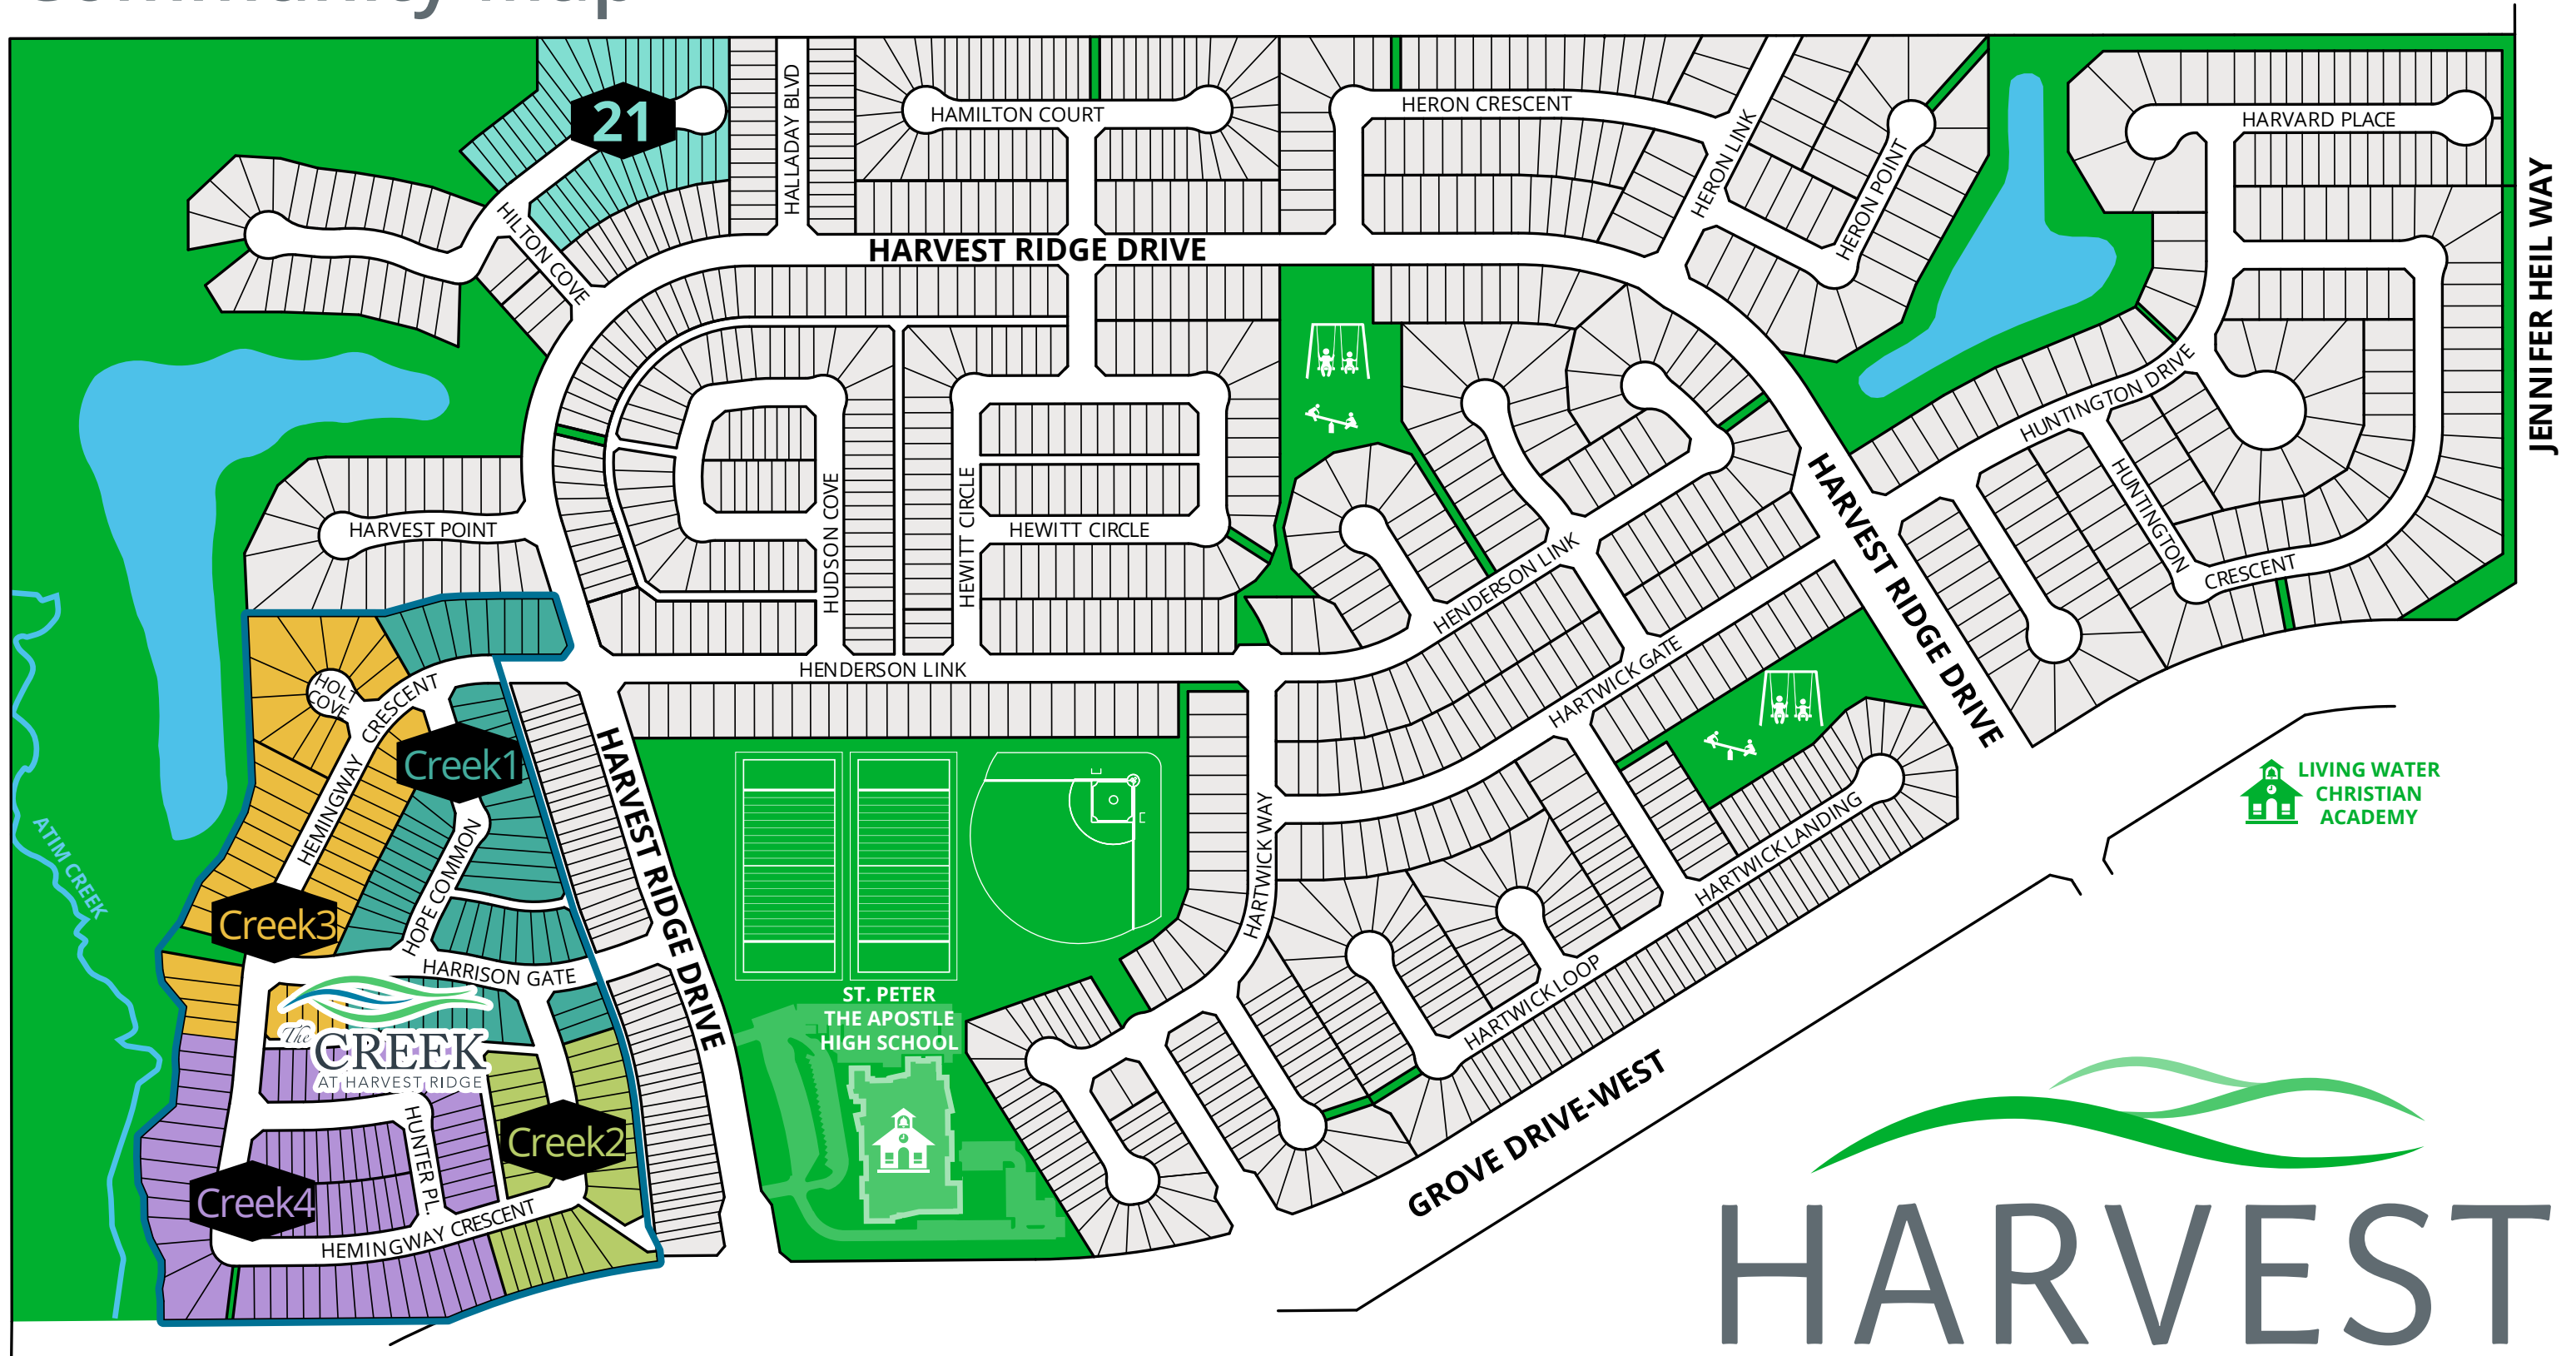 Community Map
21
HALLADAY BLVD
HAMILTON COURT
HERON CRESCENT
HERON LINK
HERON POINT
HARVARD PLACE
JENNIFER HEIL WAY
HILTON COVE
HARVEST RIDGE DRIVE
HUNTINGTON DRIVE
HUNTINGTON
CRESCENT
HARVEST POINT
HUDSON COVE
HEWITT CIRCLE
HEWITT CIRCLE
HENDERSON LINK
HARVEST RIDGE DRIVE
HENDERSON LINK
HARTWICK GATE
HOLT
COVE
CRESCENT
HEMINGWAY
Creek1
HARVEST RIDGE DRIVE
HARTWICK WAY
HARTWICK LANDING
LIVING WATER
CHRISTIAN
ACADEMY
ATIM CREEK
Creek3
HOPE COMMON
HARRISON GATE
HARTWICK LOOP
ST. PETER
THE APOSTLE
HIGH SCHOOL
The
CREEK
AT HARVEST RIDGE
HUNTER PL.
Creek2
Creek4
HEMINGWAY CRESCENT
GROVE DRIVE-WEST
HARVEST